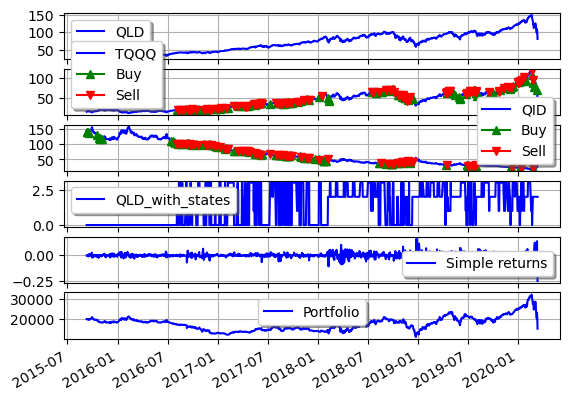 150
100
50
QLD
TQQQ
Buy
Sell
100
50
QID
Buy
Sell
150
100
50
2.5
0.0
QLD_with_states
0.00
−0.25
Simple returns
30000
20000
Portfolio
2015-07
2016-01
2016-07
2017-01
2017-07
2018-01
2018-07
2019-01
2019-07
2020-01